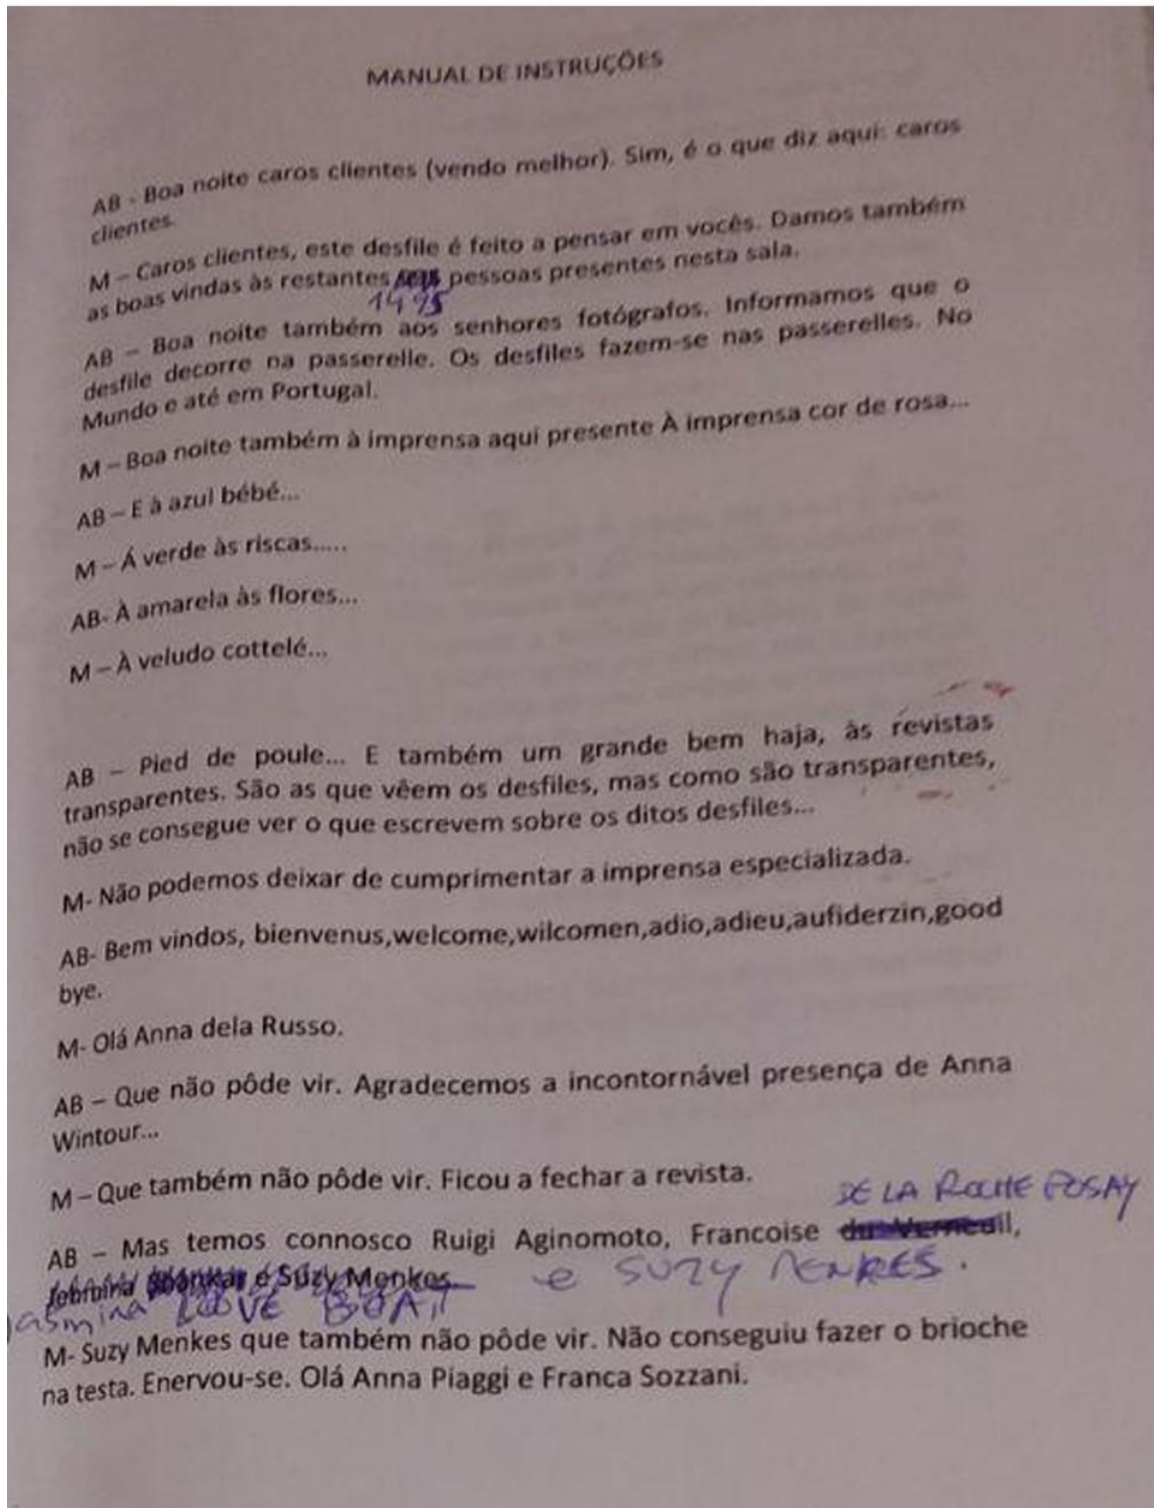 MANUAL DE INSTRUÇÕES
AB - Boa noite caros clientes (vendo melhor). Sim, é o que diz aqui: caros
clientes.
M – Caros clientes, este desfile é feito a pensar em vocês. Damos também
as boas vindas às restantes pessoas presentes nesta sala.
1495
AB – Boa noite também aos senhores fotógrafos. Informamos que o
desfile decorre na passerelle. Os desfiles fazem-se nas passerelles. No
Mundo e até em Portugal.
M – Boa noite também à imprensa aqui presente À imprensa cor de rosa...
AB – E à azul bébé...
M – Á verde às riscas.....
AB- À amarela às flores...
M – À veludo cottelé...
AB – Pied de poule... E também um grande bem haja, às revistas
transparentes. São as que vêem os desfiles, mas como são transparentes,
não se consegue ver o que escrevem sobre os ditos desfiles...
M- Não podemos deixar de cumprimentar a imprensa especializada.
AB- Bem vindos, bienvenus,welcome,wilcomen,adio,adieu,aufiderzin,good
bye.
M- Olá Anna dela Russo.
AB – Que não pôde vir. Agradecemos a incontornável presença de Anna
Wintour...
M – Que também não pôde vir. Ficou a fechar a revista.
DE LA ROCHE POSAY
AB – Mas temos connosco Ruigi Aginomoto, Francoise du Verneuil,
e Suzy Menkes. e SUZY MENKES.
Jasmina LOVE BOAT
M- Suzy Menkes que também não pôde vir. Não conseguiu fazer o brioche
na testa. Enervou-se. Olá Anna Piaggi e Franca Sozzani.